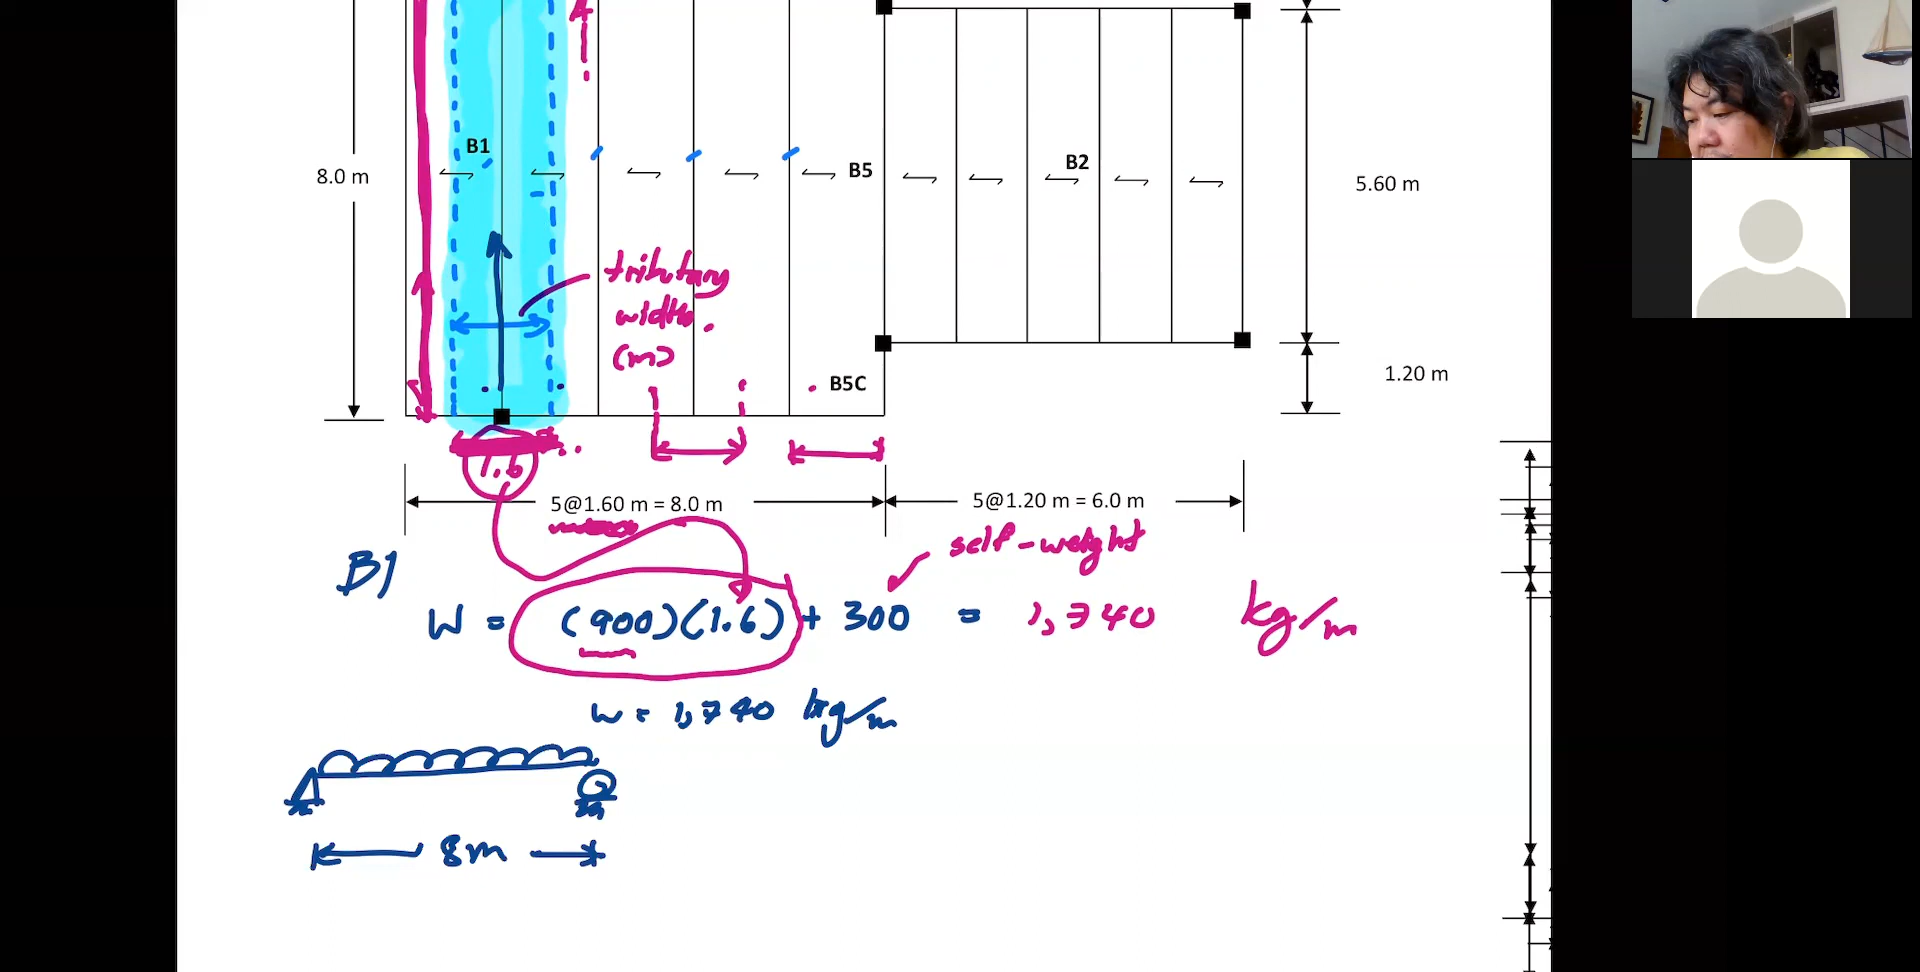 B1
8.0 m
B5
B2
5.60 m
tributary
width
(m)
B5C
1.20 m
1.6
5@1.60 m = 8.0 m
5@1.20 m = 6.0 m
self-weight
B1
W = (900)(1.6) + 300 = 1,740 kg/m
w = 1,740 kg/m
8m